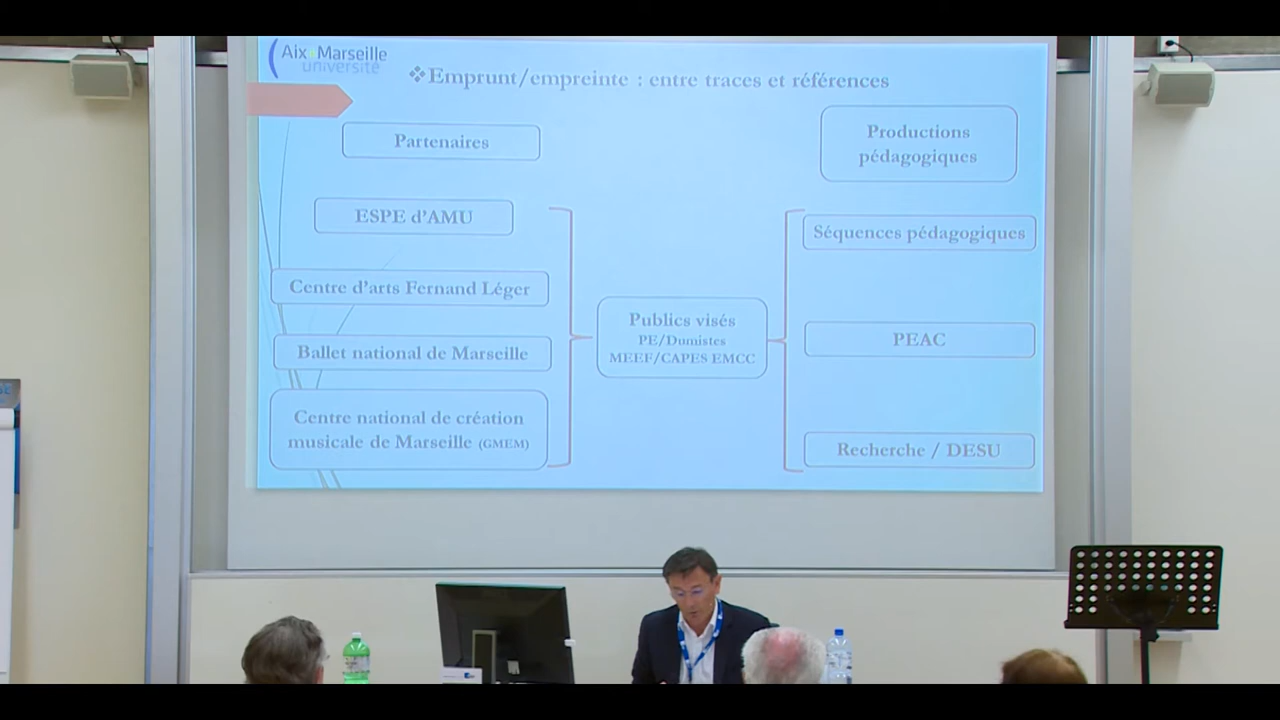 Aix Marseille
université
❖Emprunt/empreinte : entre traces et références
Partenaires
ESPE d'AMU
Centre d'arts Fernand Léger
Ballet national de Marseille
Centre national de création
musicale de Marseille (GMEM)
Publics visés
PE/Dumistes
MEEF/CAPES EMCC
Productions
pédagogiques
Séquences pédagogiques
PEAC
Recherche / DESU